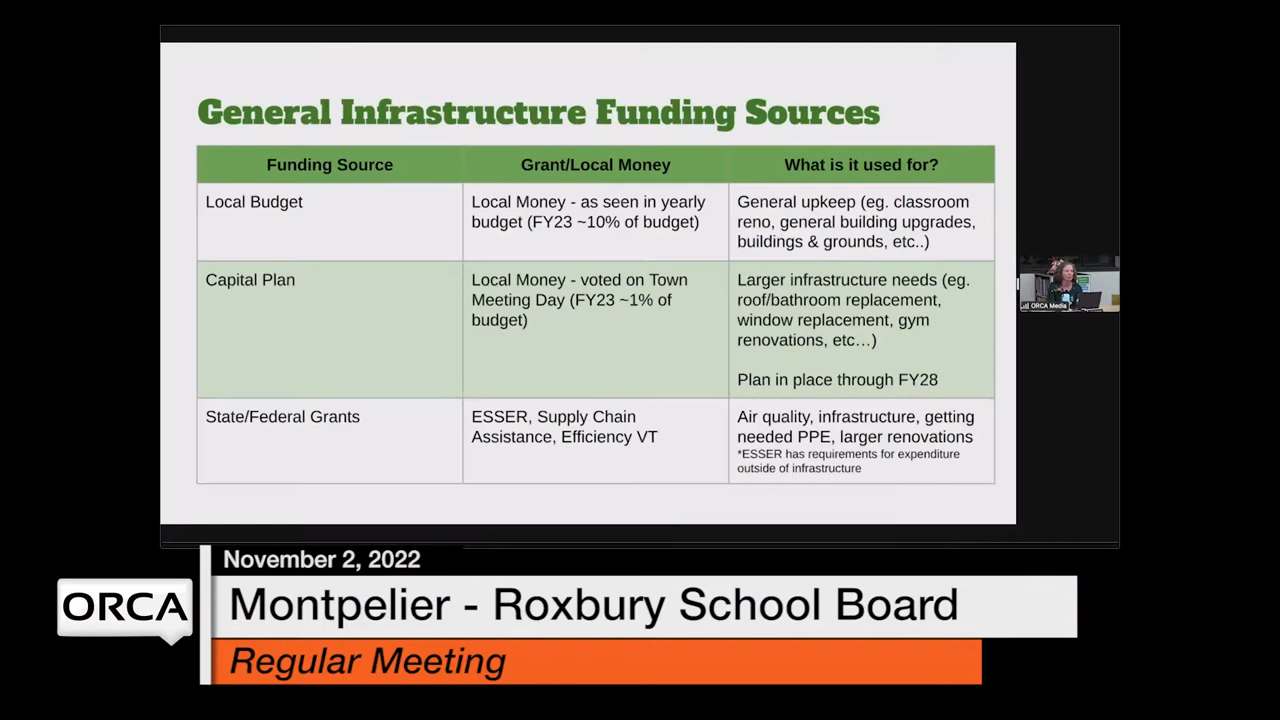 General Infrastructure Funding Sources
Funding Source
Grant/Local Money
What is it used for?
Local Budget
Local Money - as seen in yearly
budget (FY23 ~10% of budget)
General upkeep (eg. classroom
reno, general building upgrades,
buildings & grounds, etc..)
Capital Plan
Local Money - voted on Town
Meeting Day (FY23 ~1% of
budget)
Larger infrastructure needs (eg.
roof/bathroom replacement,
window replacement, gym
renovations, etc…)
Plan in place through FY28
State/Federal Grants
ESSER, Supply Chain
Assistance, Efficiency VT
Air quality, infrastructure, getting
needed PPE, larger renovations
*ESSER has requirements for expenditure
outside of infrastructure
ORCA Media
November 2, 2022
ORCA
Montpelier - Roxbury School Board
Regular Meeting